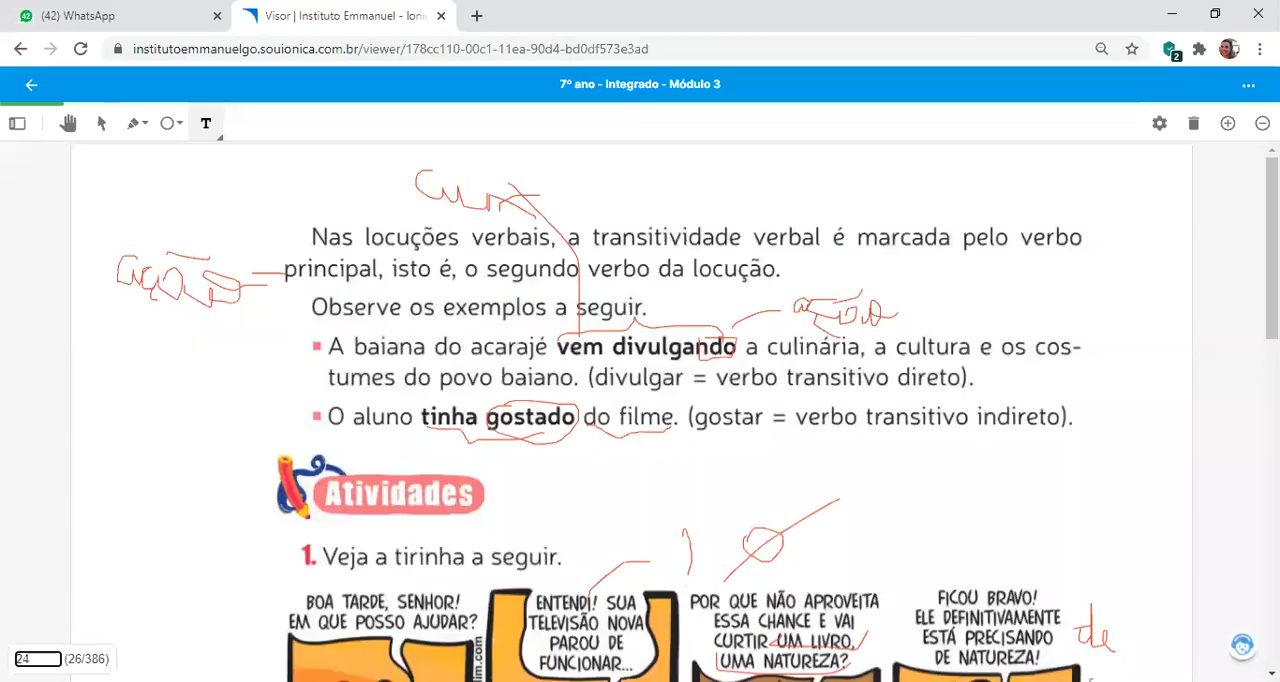 (42) WhatsApp
Visor | Instituto Emmanuel - Ioni
institutoemmanuelgo.souionica.com.br/viewer/178cc110-00c1-11ea-90d4-bd0df573e3ad
2
7º ano - Integrado - Módulo 3
T
Nas locuções verbais, a transitividade verbal é marcada pelo verbo
principal, isto é, o segundo verbo da locução.
Observe os exemplos a seguir.
A baiana do acarajé vem divulgando a culinária, a cultura e os cos-
tumes do povo baiano. (divulgar = verbo transitivo direto).
O aluno tinha gostado do filme. (gostar = verbo transitivo indireto).
Atividades
1. Veja a tirinha a seguir.
BOA TARDE, SENHOR!
EM QUE POSSO AJUDAR?
ENTENDI! SUA
TELEVISÃO NOVA
PAROU DE
FUNCIONAR...
POR QUE NÃO APROVEITA
ESSA CHANCE E VAI
CURTIR UM LIVRO,
UMA NATUREZA?
FICOU BRAVO!
ELE DEFINITIVAMENTE
ESTÁ PRECISANDO
DE NATUREZA!
de
24 (26/386)